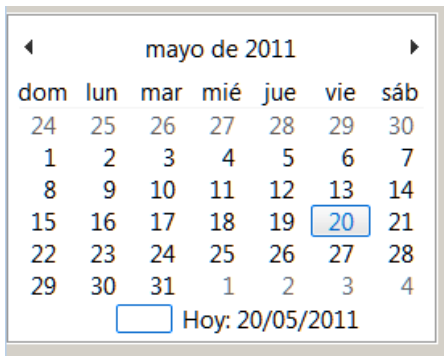 mayo de 2011
dom lun mar mié jue vie sáb
24 25 26 27 28 29 30
1 2 3 4 5 6 7
8 9 10 11 12 13 14
15 16 17 18 19 20 21
22 23 24 25 26 27 28
29 30 31 1 2 3 4
Hoy: 20/05/2011